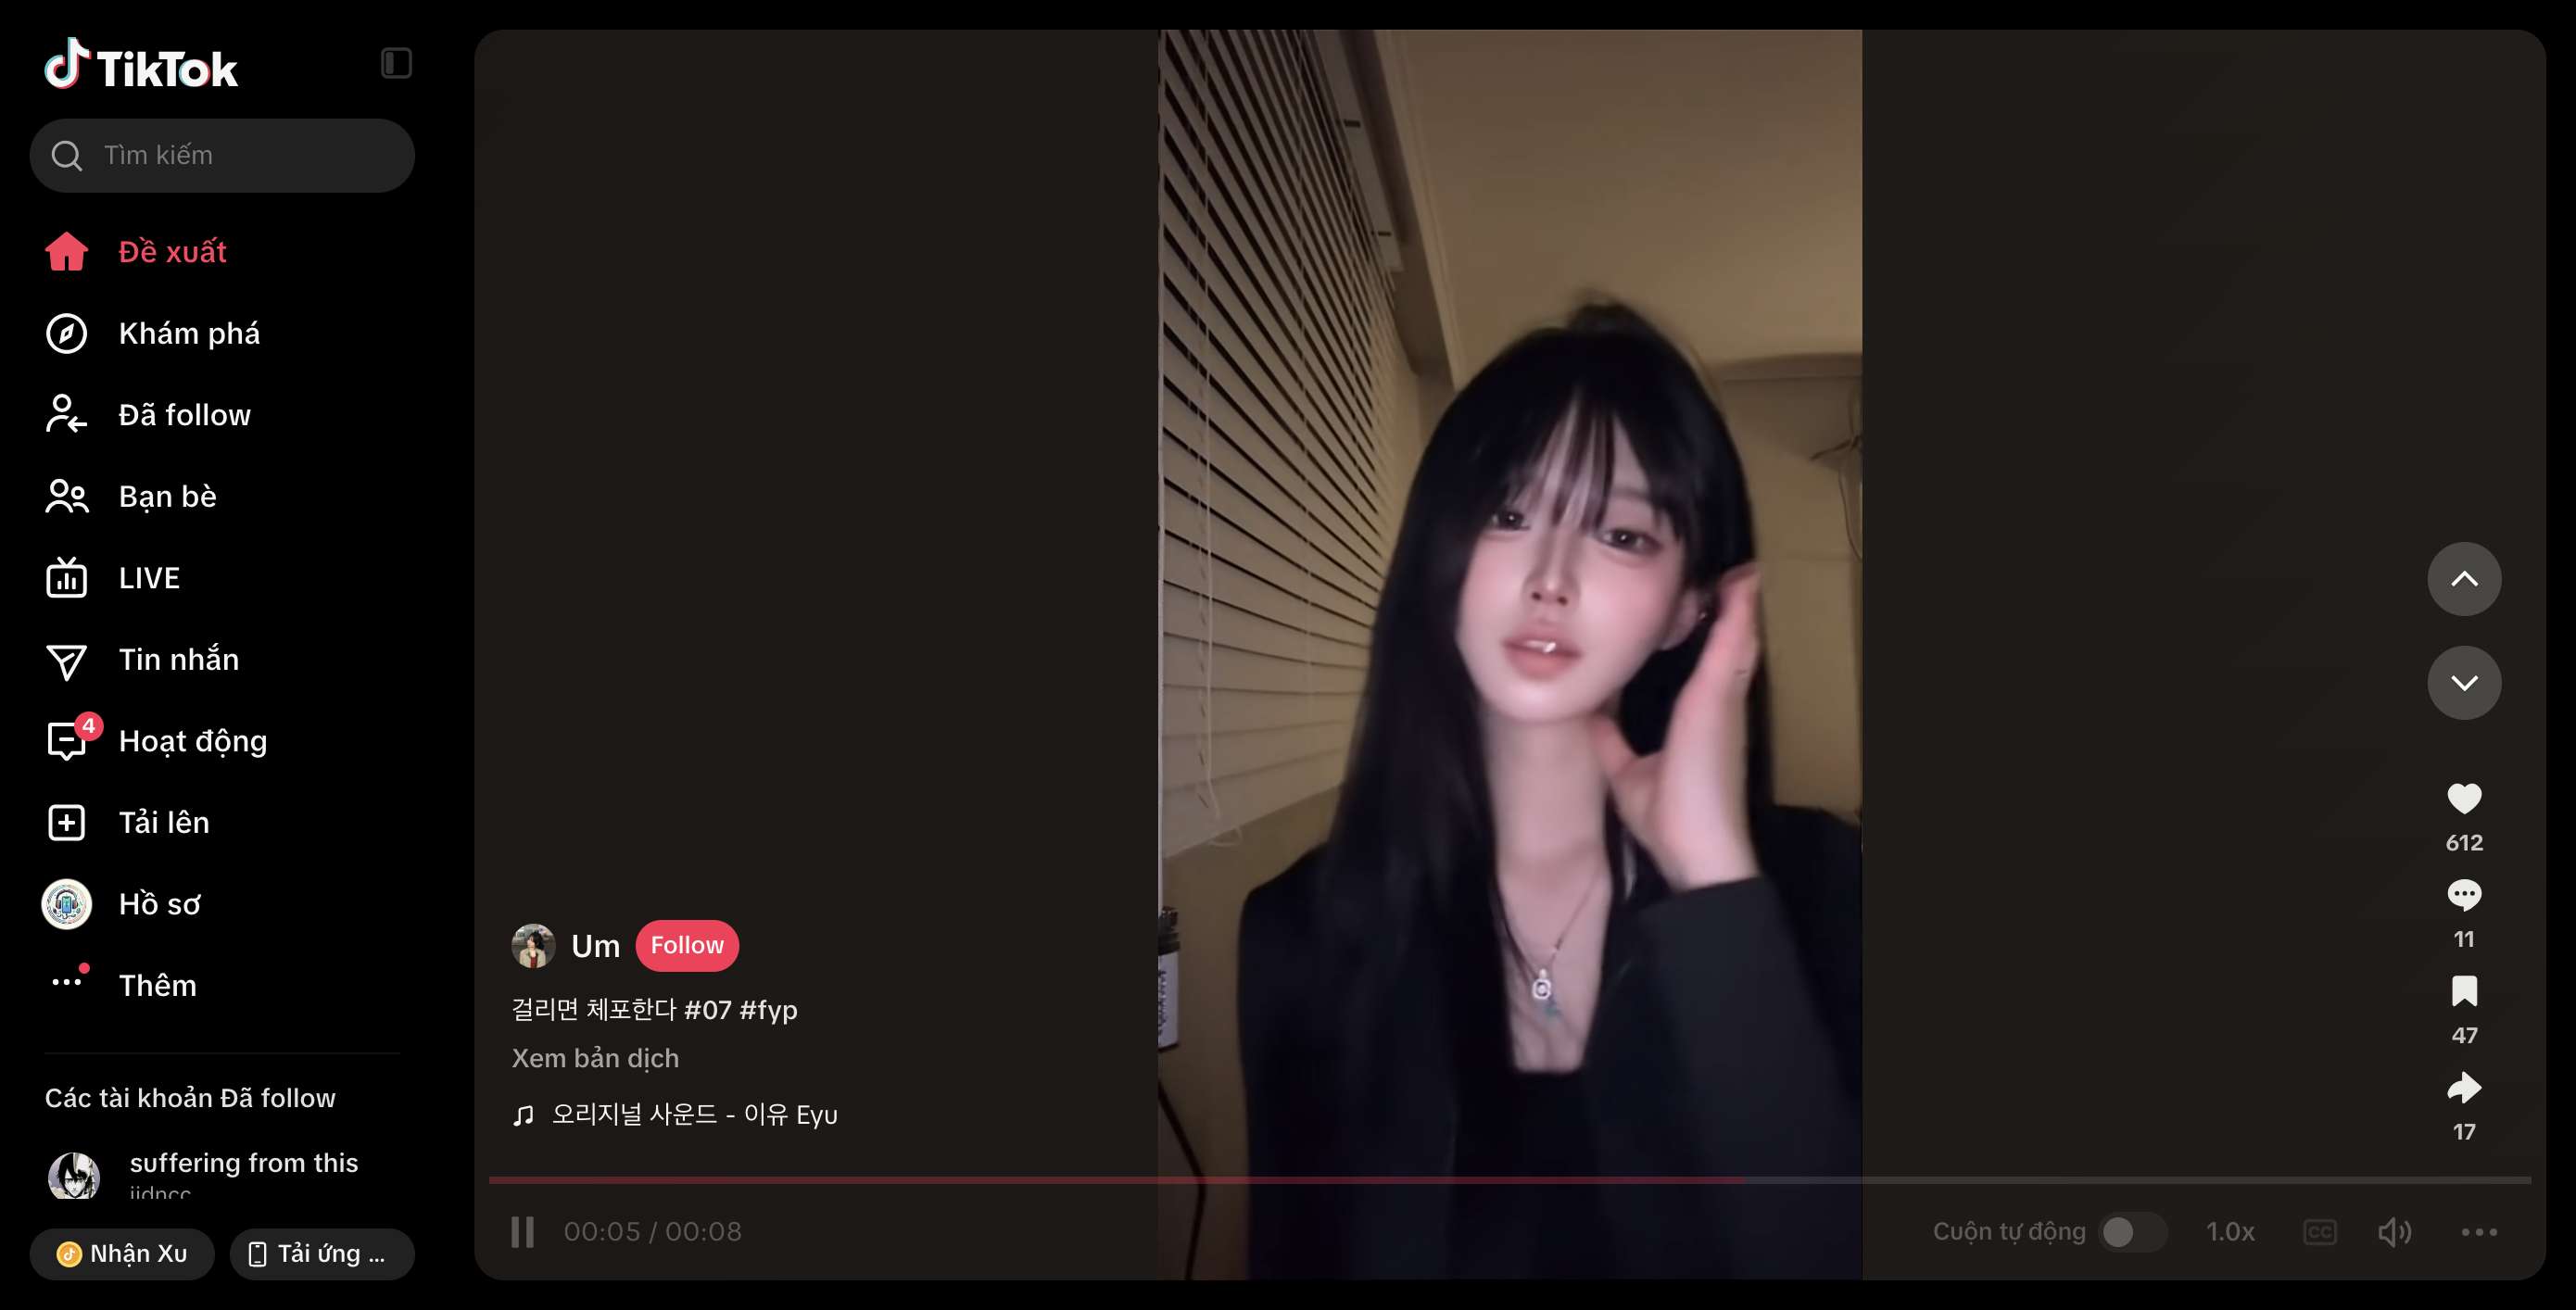 TikTok
Tìm kiếm
Đề xuất
Khám phá
Đã follow
Bạn bè
LIVE
Tin nhắn
4
Hoạt động
Tải lên
Hồ sơ
Thêm
Các tài khoản Đã follow
suffering from this
iidncc
Nhận Xu
Tải ứng ...
Um
Follow
걸리면 체포한다 #07 #fyp
Xem bản dịch
오리지널 사운드 - 이유 Eyu
00:05 / 00:08
612
11
47
17
Cuộn tự động
1.0x
CC